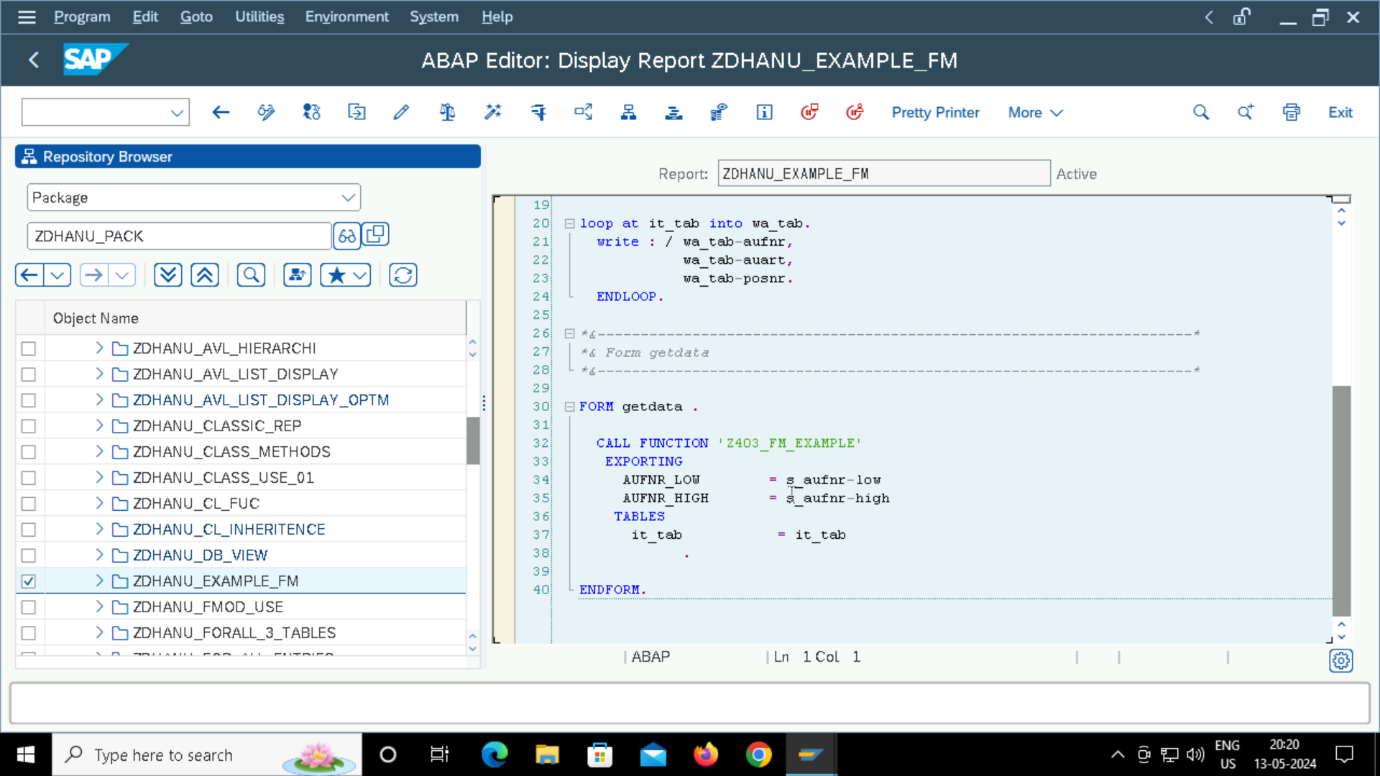 Program Edit Goto Utilities Environment System Help
SAP ABAP Editor: Display Report ZDHANU_EXAMPLE_FM
Pretty Printer More Exit
Repository Browser
Package
ZDHANU_PACK
Object Name
ZDHANU_AVL_HIERARCHI
ZDHANU_AVL_LIST_DISPLAY
ZDHANU_AVL_LIST_DISPLAY_OPTM
ZDHANU_CLASSIC_REP
ZDHANU_CLASS_METHODS
ZDHANU_CLASS_USE_01
ZDHANU_CL_FUC
ZDHANU_CL_INHERITENCE
ZDHANU_DB_VIEW
ZDHANU_EXAMPLE_FM
ZDHANU_FMOD_USE
ZDHANU_FORALL_3_TABLES
Report: ZDHANU_EXAMPLE_FM Active
19
20 loop at it_tab into wa_tab.
21 write : / wa_tab-aufnr,
22 wa_tab-auart,
23 wa_tab-posnr.
24 ENDLOOP.
25
26 *&---------------------------------------------------------------------*
27 *& Form getdata
28 *&---------------------------------------------------------------------*
29
30 FORM getdata .
31
32 CALL FUNCTION 'Z403_FM_EXAMPLE'
33 EXPORTING
34 AUFNR_LOW = s_aufnr-low
35 AUFNR_HIGH = s_aufnr-high
36 TABLES
37 it_tab = it_tab
38 .
39
40 ENDFORM.
ABAP Ln 1 Col 1
Type here to search
ENG
US
20:20
13-05-2024